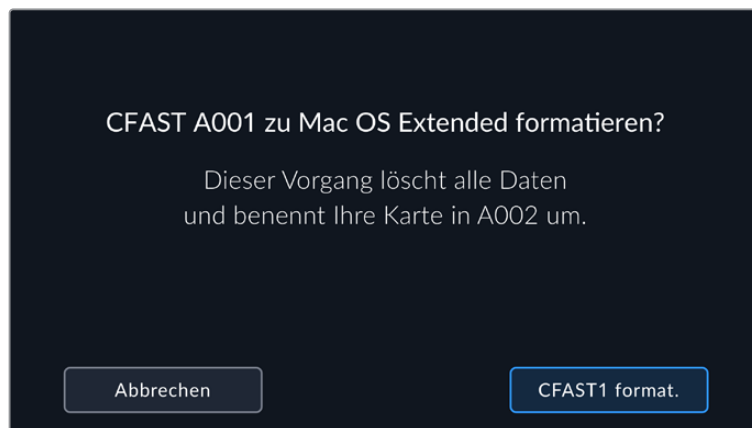 CFAST A001 zu Mac OS Extended formatieren?
Dieser Vorgang löscht alle Daten
und benennt Ihre Karte in A002 um.
Abbrechen
CFAST1 format.